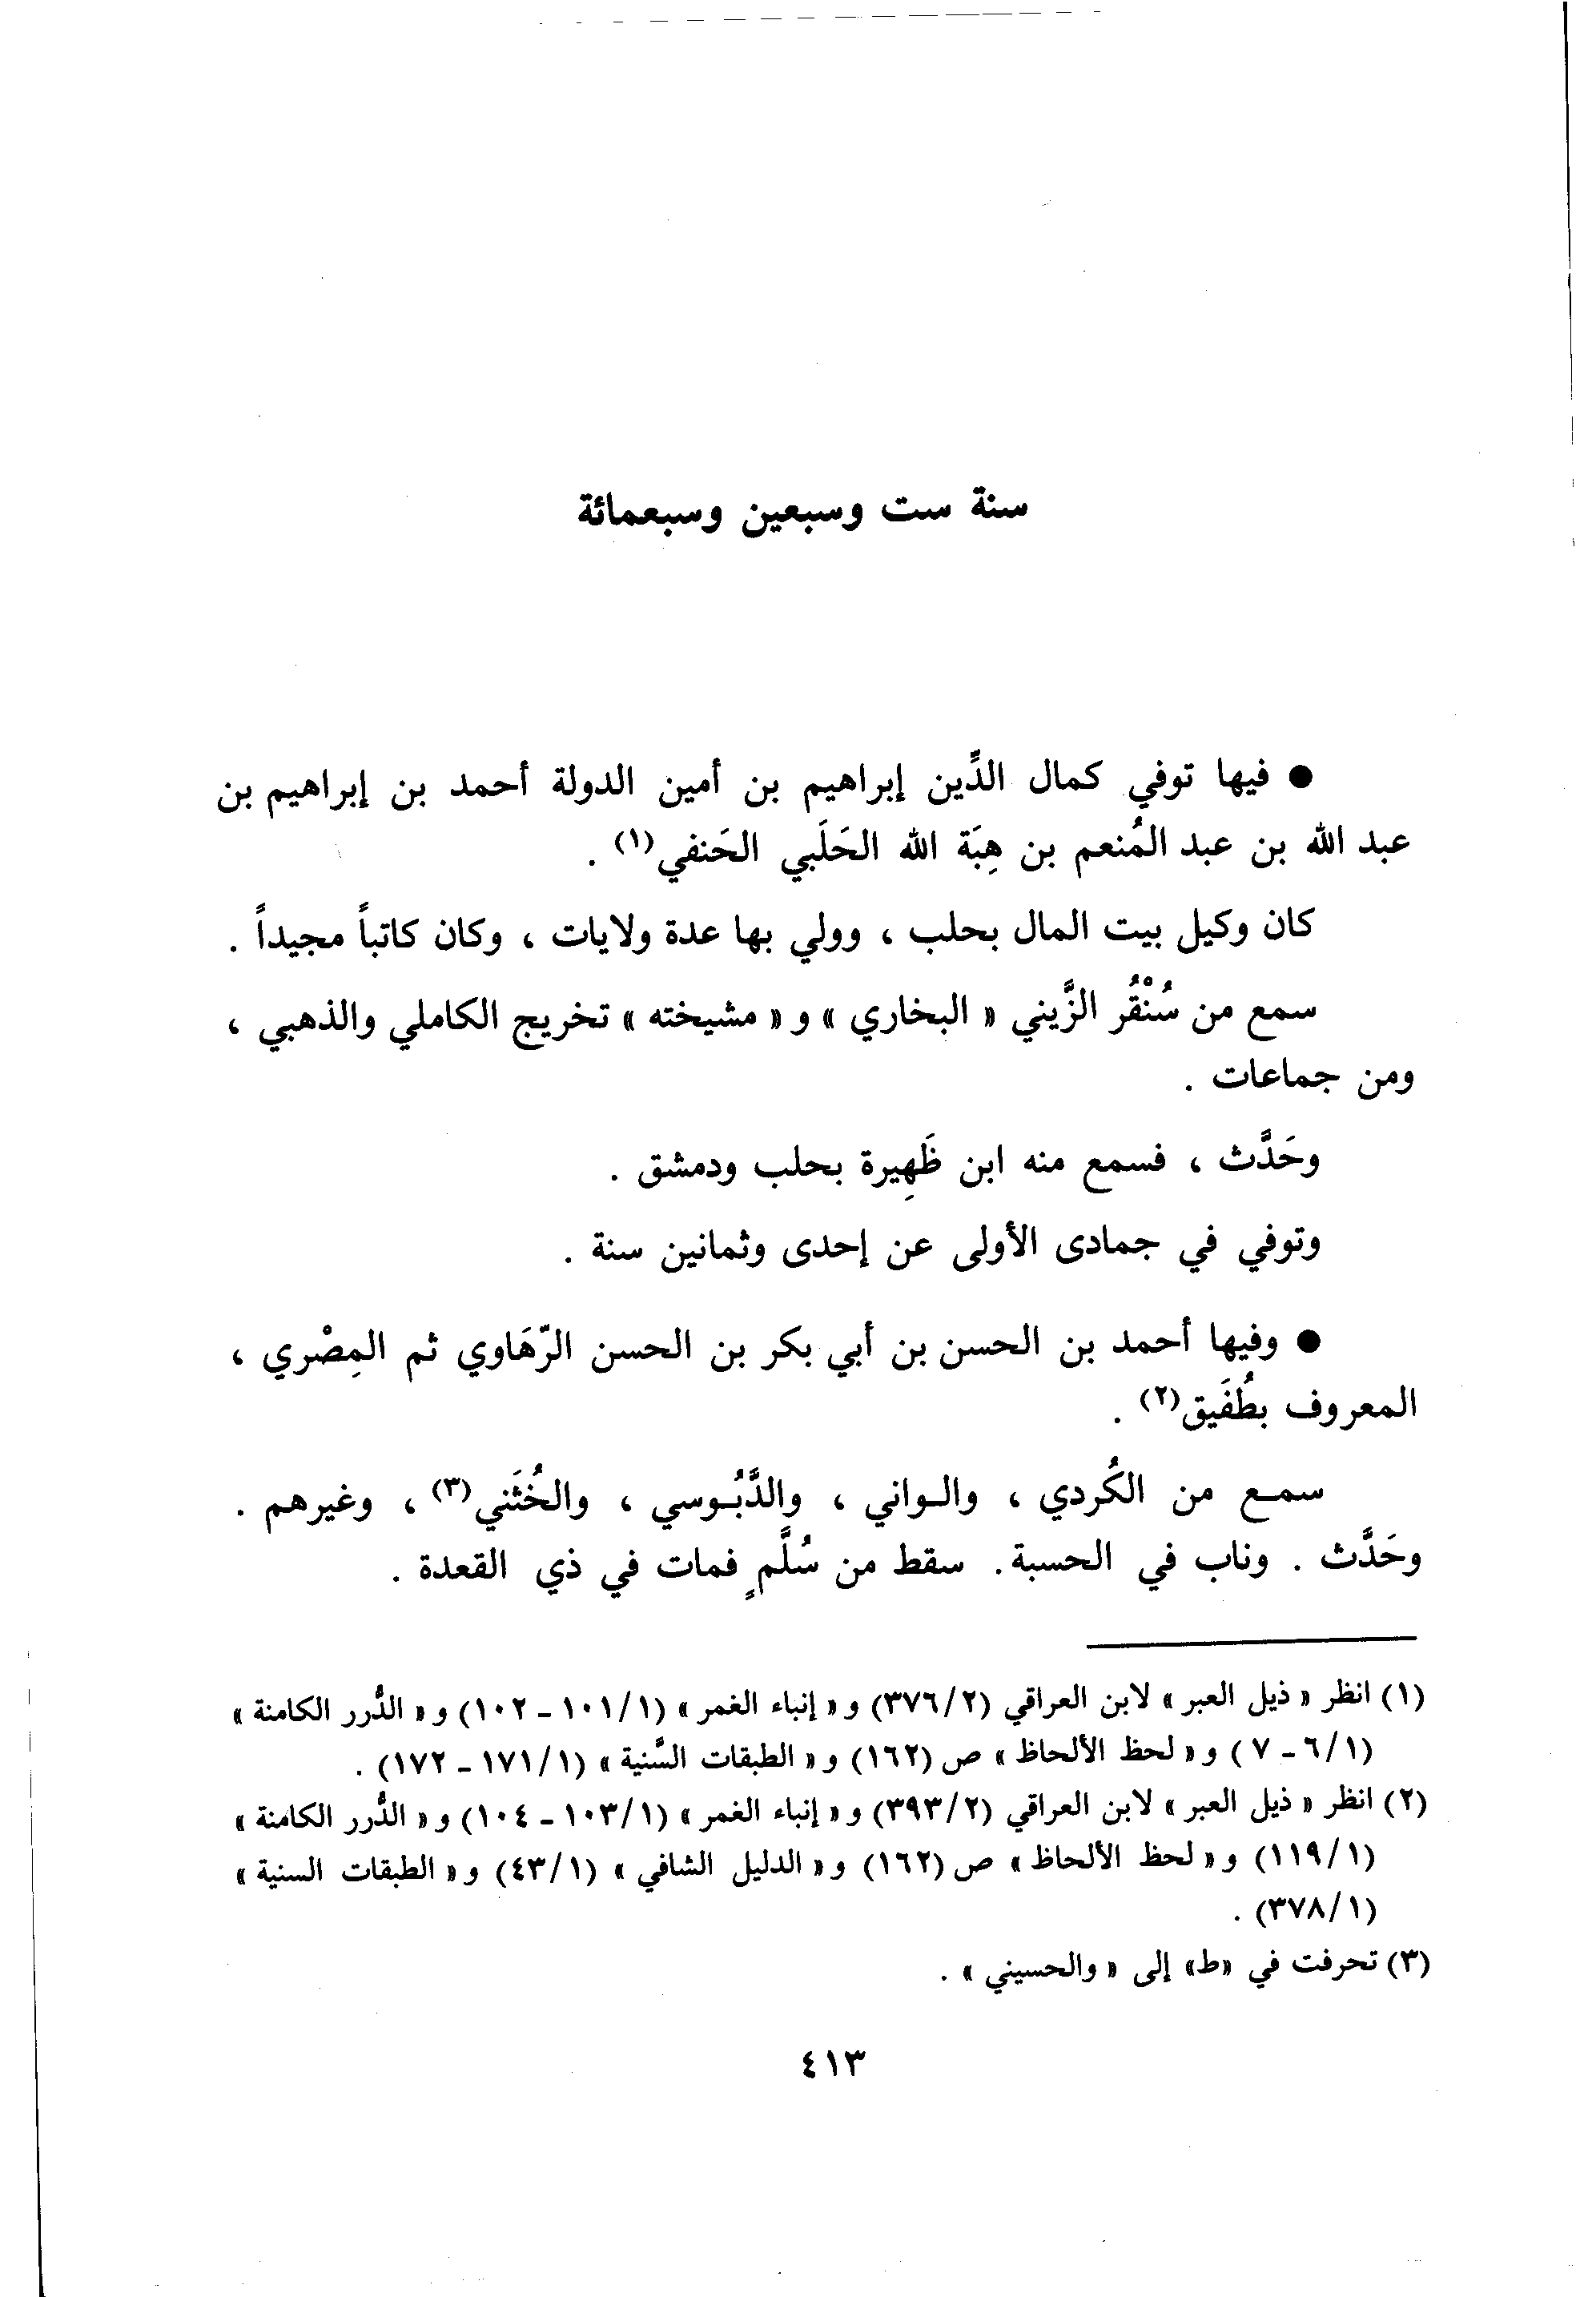 سنة ست وسبعين وسبعمائة
● فيها توفي كمال الدِّين إبراهيم بن أمين الدولة أحمد بن إبراهيم بن
عبد الله بن عبد المُنعم بن هِبَة الله الحَلَبي الحَنفي(١) .
كان وكيل بيت المال بحلب ، وولي بها عدة ولايات ، وكان كاتباً مجيداً .
سمع من سُنْقُر الزَّيني « البخاري » و « مشيخته » تخريج الكاملي والذهبي ،
ومن جماعات .
وحَدَّث ، فسمع منه ابن ظَهِيرة بحلب ودمشق .
وتوفي في جمادى الأولى عن إحدى وثمانين سنة .
● وفيها أحمد بن الحسن بن أبي بكر بن الحسن الرّهَاوي ثم المِصْري ،
المعروف بطُفَيق(٢) .
سمـع من الكُردي ، والـواني ، والدَّبُـوسي ، والخُثَني(٣) ، وغيرهم .
وحَدَّث . وناب في الحسبة . سقط من سُلَّمٍ فمات في ذي القعدة .
(١) انظر « ذيل العبر » لابن العراقي (٣٧٦/٢) و « إنباء الغمر » (١٠١/١ ـ ١٠٢) و « الدُّرر الكامنة »
(٦/١ ـ ٧) و « لحظ الألحاظ » ص (١٦٢) و « الطبقات السَّنية » (١٧١/١ ـ ١٧٢) .
(٢) انظر « ذيل العبر » لابن العراقي (٣٩٣/٢) و « إنباء الغمر » (١٠٣/١ ـ ١٠٤) و « الدُّرر الكامنة »
(١١٩/١) و « لحظ الألحاظ » ص (١٦٢) و « الدليل الشافي » (٤٣/١) و « الطبقات السنية »
(٣٧٨/١) .
(٣) تحرفت في «ط» إلى « والحسيني » .
٤١٣